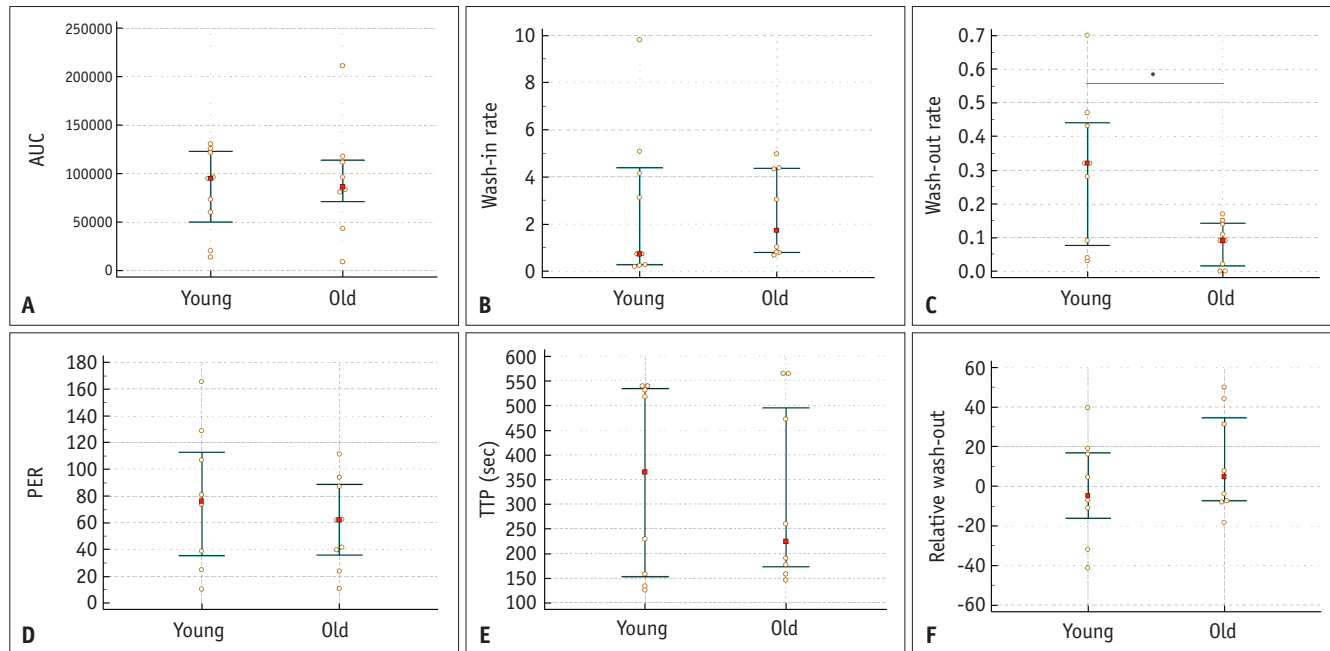 250000
200000
150000
100000
50000
0
AUC
Young Old
A
10
8
6
4
2
0
Wash-in rate
Young Old
B
0.7
0.6
0.5
0.4
0.3
0.2
0.1
0.0
Wash-out rate
*
Young Old
C
180
160
140
120
100
80
60
40
20
0
PER
Young Old
D
600
550
500
450
400
350
300
250
200
150
100
TTP (sec)
Young Old
E
60
40
20
0
-20
-40
-60
Relative wash-out
Young Old
F